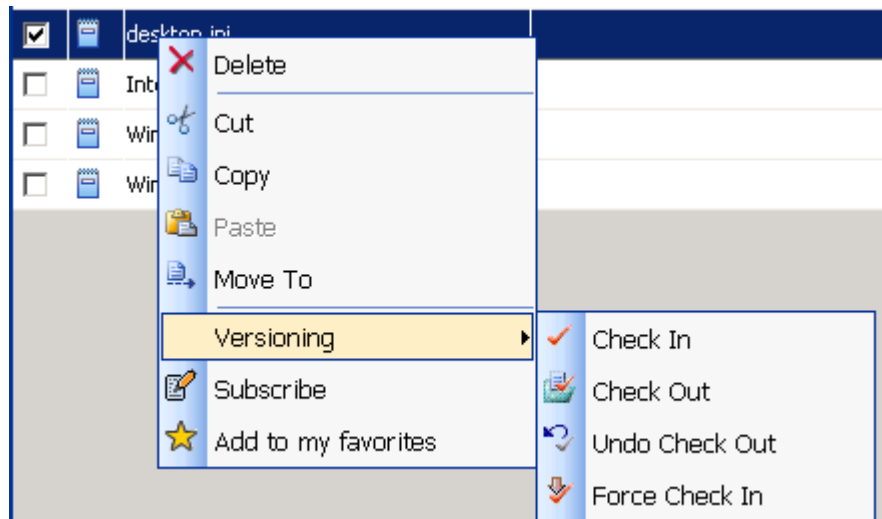 desktop.ini
Delete
Cut
Copy
Paste
Move To
Versioning
Subscribe
Add to my favorites
Check In
Check Out
Undo Check Out
Force Check In